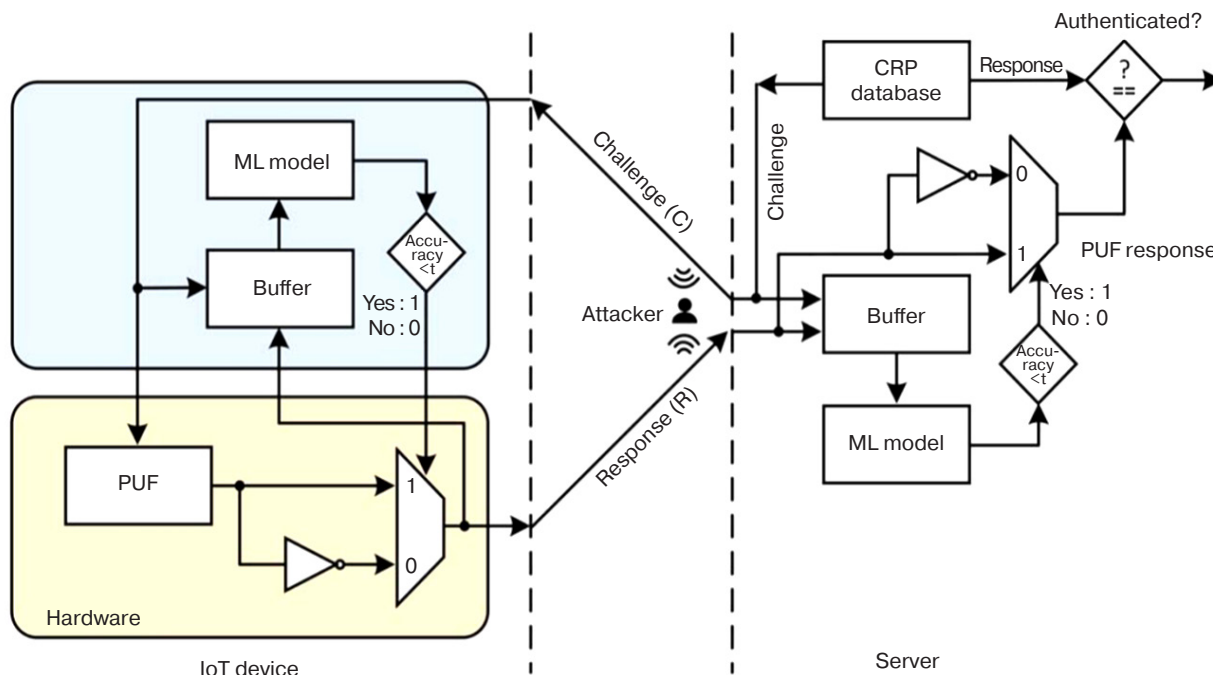 Authenticated?
CRP
database
Response
?
==
ML model
Challenge (C)
Challenge
0
Accu-
racy
<t
Buffer
1
PUF response
Yes : 1
No : 0
Attacker
Yes : 1
No : 0
Buffer
Accu-
racy
<t
Response (R)
ML model
PUF
1
0
Hardware
IoT device
Server